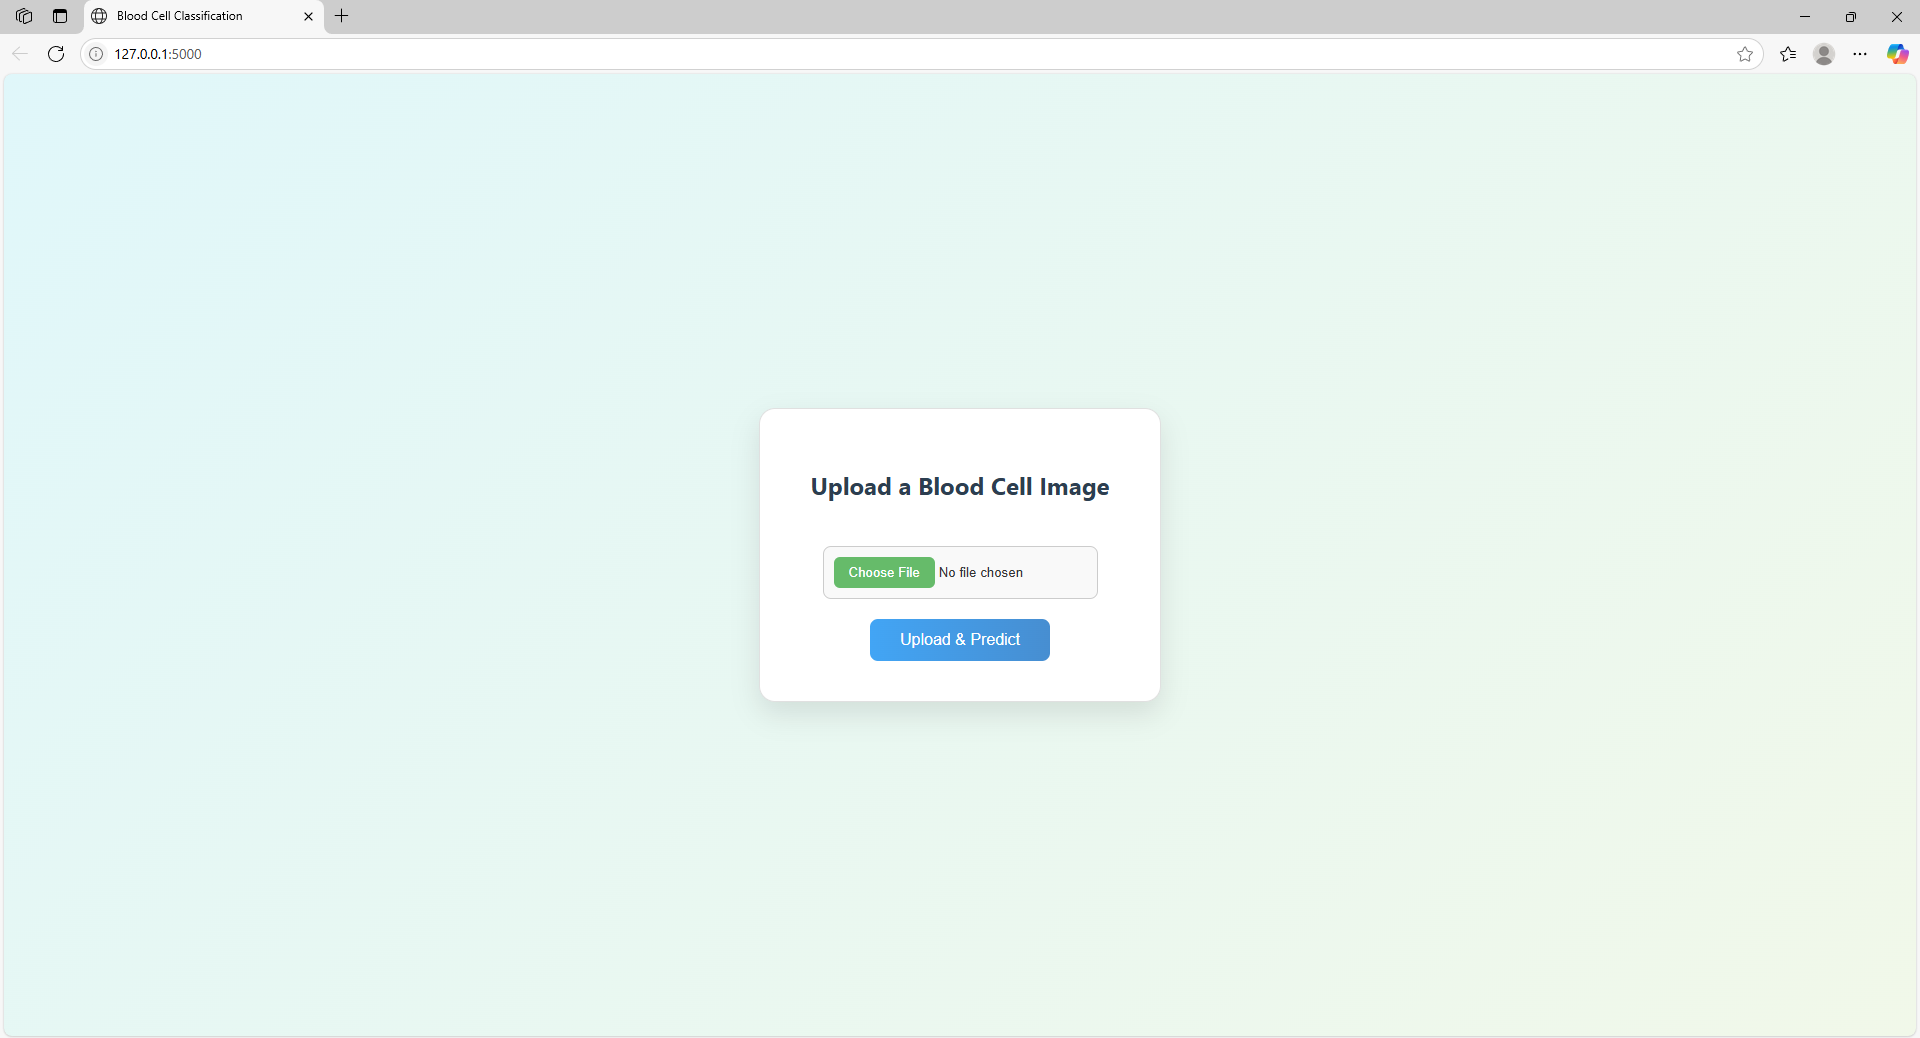 Blood Cell Classification
127.0.0.1:5000
Upload a Blood Cell Image
Choose File No file chosen
Upload & Predict